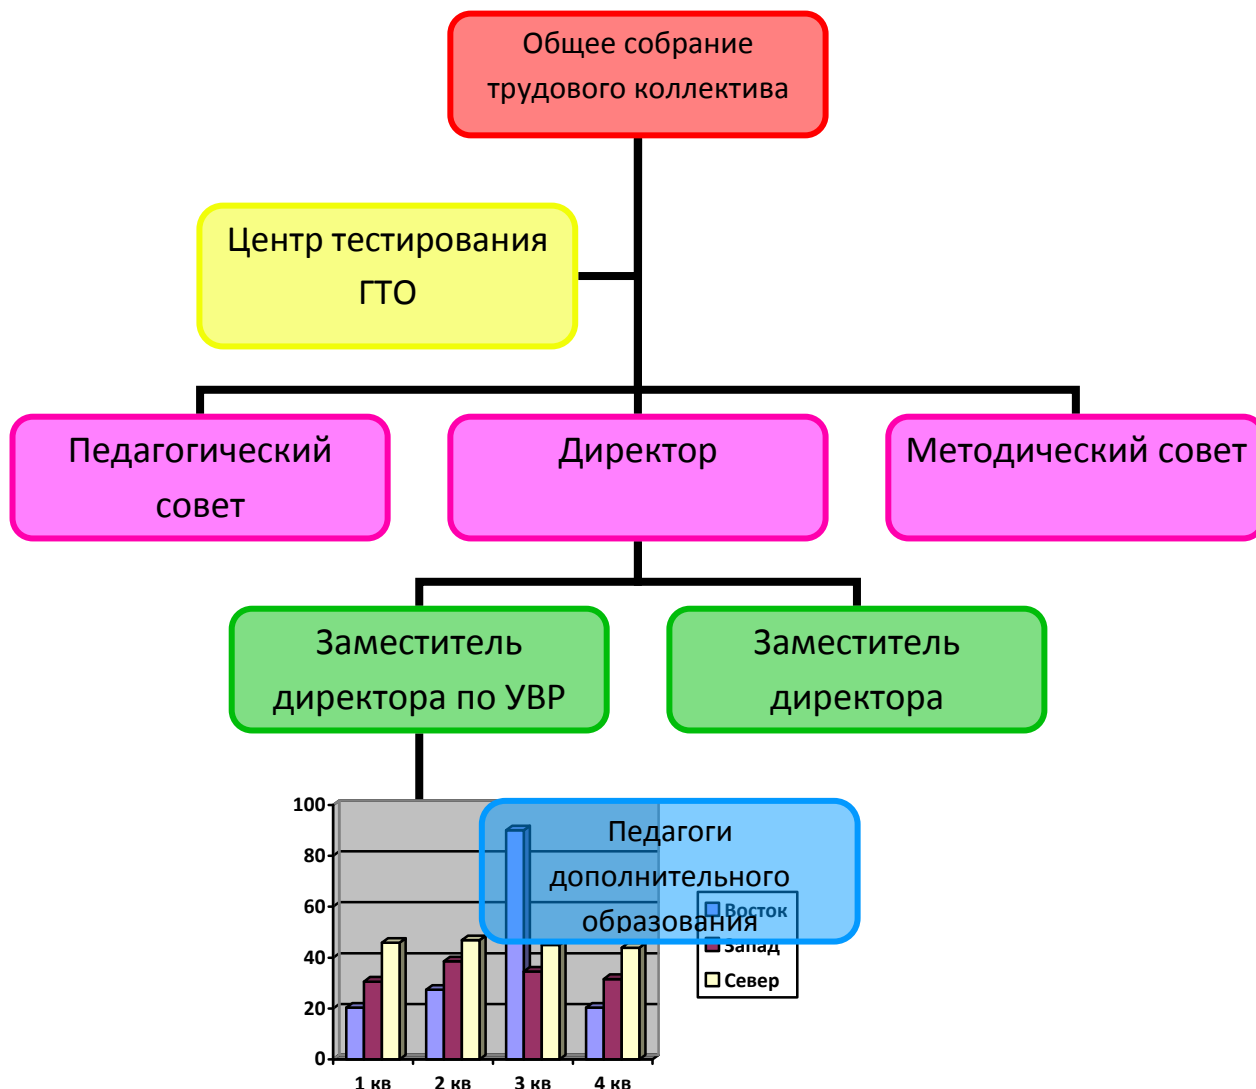 Общее собрание
трудового коллектива
Центр тестирования
ГТО
Педагогический
совет
Директор
Методический совет
Заместитель
директора по УВР
Заместитель
директора
Педагоги
дополнительного
образования
100
80
60
40
20
0
1 кв
2 кв
3 кв
4 кв
Восток
Запад
Север